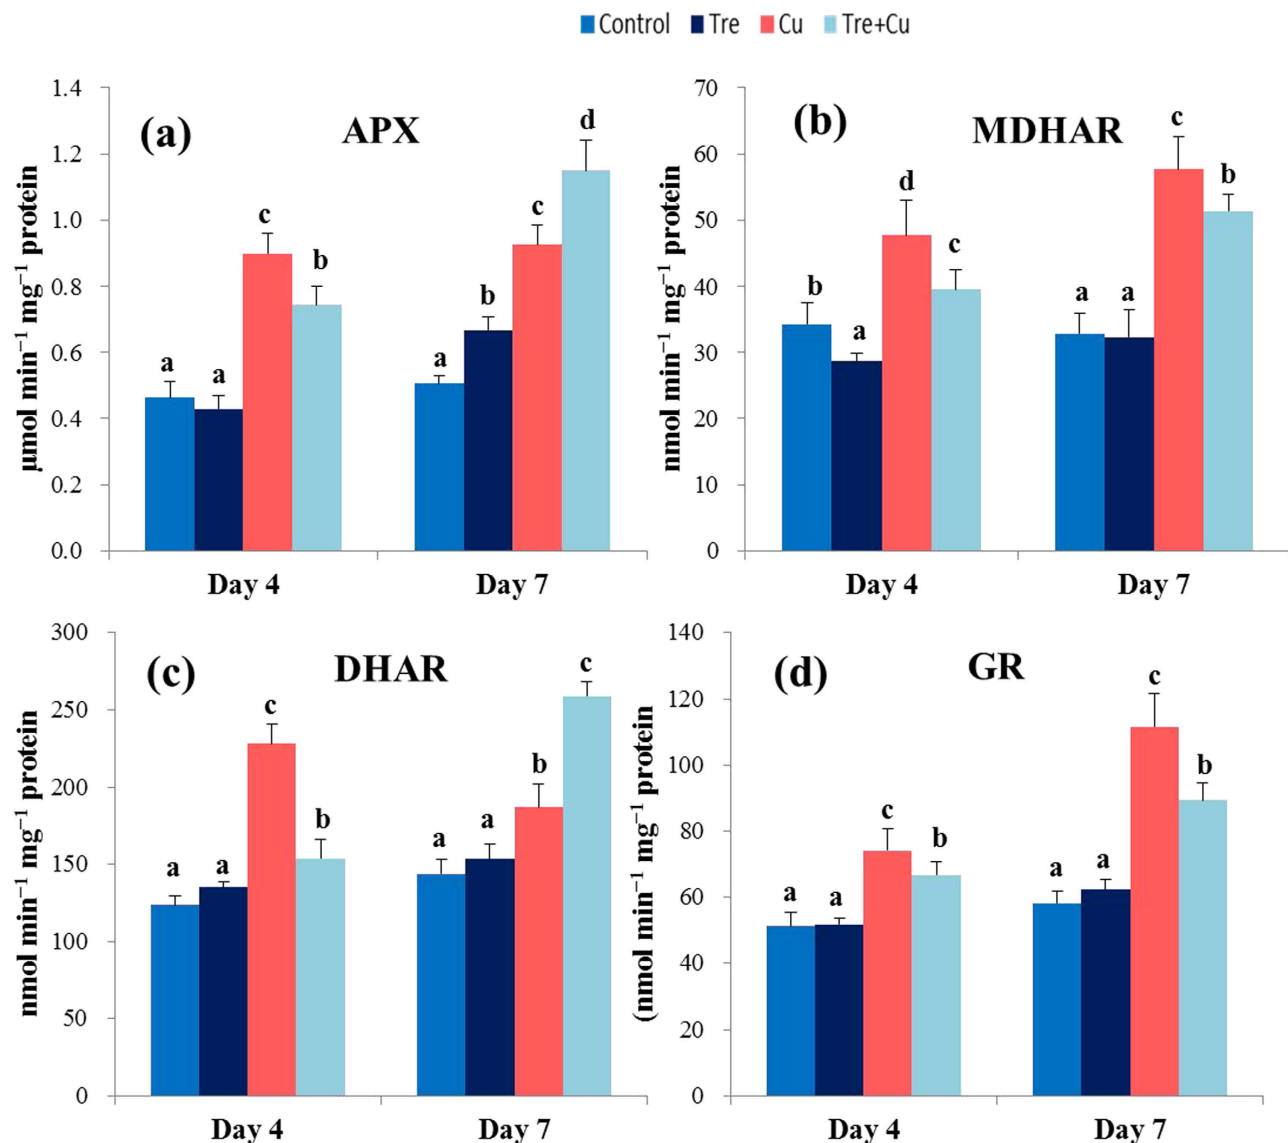 Control Tre Cu Tre+Cu
(a) APX
μmol min⁻¹ mg⁻¹ protein
1.4
1.2
1.0
0.8
0.6
0.4
0.2
0.0
a a c b a b c d
Day 4 Day 7
(b) MDHAR
nmol min⁻¹ mg⁻¹ protein
70
60
50
40
30
20
10
0
b a d c a a c b
Day 4 Day 7
(c) DHAR
nmol min⁻¹ mg⁻¹ protein
300
250
200
150
100
50
0
a a c b a a b c
Day 4 Day 7
(d) GR
(nmol min⁻¹ mg⁻¹ protein
140
120
100
80
60
40
20
0
a a c b a a c b
Day 4 Day 7